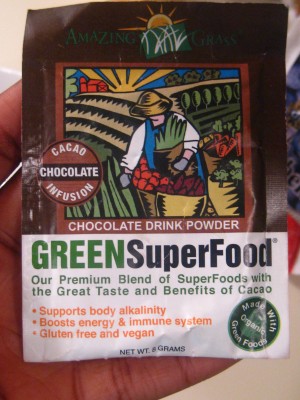 AMAZING GRASS
CACAO
CHOCOLATE
INFUSION
CHOCOLATE DRINK POWDER
GREENSuperFood®
Our Premium Blend of SuperFoods with
the Great Taste and Benefits of Cacao
• Supports body alkalinity
• Boosts energy & immune system
• Gluten free and vegan
Made With
Organic
Green Foods
NET WT. 8 GRAMS